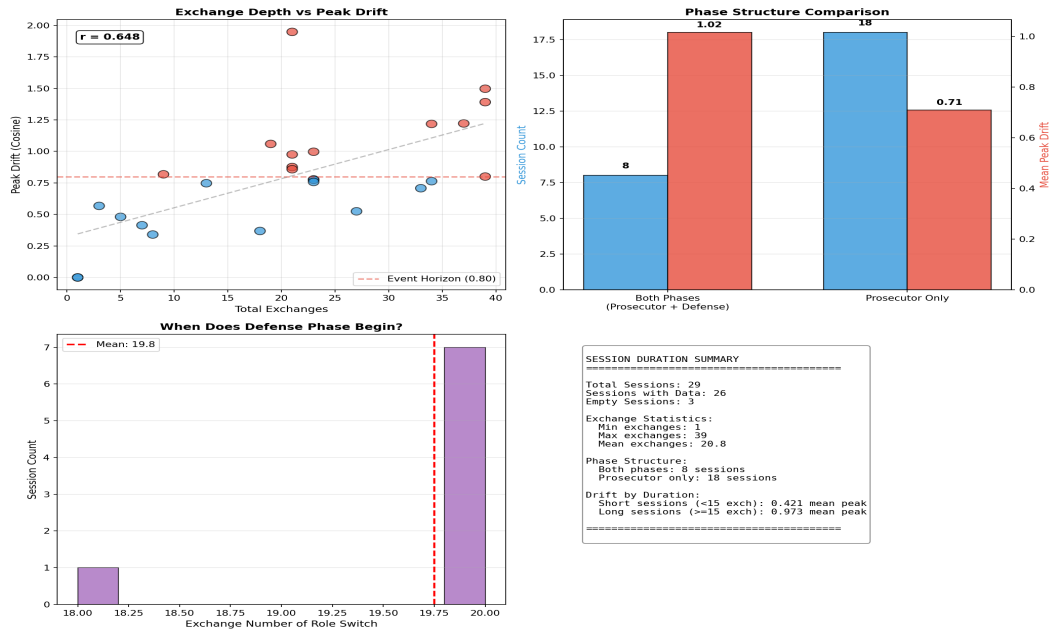 Exchange Depth vs Peak Drift
r = 0.648
2.00
1.75
1.50
1.25
1.00
0.75
0.50
0.25
0.00
Peak Drift (Cosine)
Event Horizon (0.80)
0 5 10 15 20 25 30 35 40
Total Exchanges
Phase Structure Comparison
17.5
15.0
12.5
10.0
7.5
5.0
2.5
0.0
Session Count
8
1.02
18
0.71
1.0
0.8
0.6
0.4
0.2
0.0
Mean Peak Drift
Both Phases
(Prosecutor + Defense)
Prosecutor Only
When Does Defense Phase Begin?
Mean: 19.8
7
6
5
4
3
2
1
0
Session Count
18.00 18.25 18.50 18.75 19.00 19.25 19.50 19.75 20.00
Exchange Number of Role Switch
SESSION DURATION SUMMARY
========================================
Total Sessions: 29
Sessions with Data: 26
Empty Sessions: 3
Exchange Statistics:
Min exchanges: 1
Max exchanges: 39
Mean exchanges: 20.8
Phase Structure:
Both phases: 8 sessions
Prosecutor only: 18 sessions
Drift by Duration:
Short sessions (<15 exch): 0.421 mean peak
Long sessions (>=15 exch): 0.973 mean peak
========================================